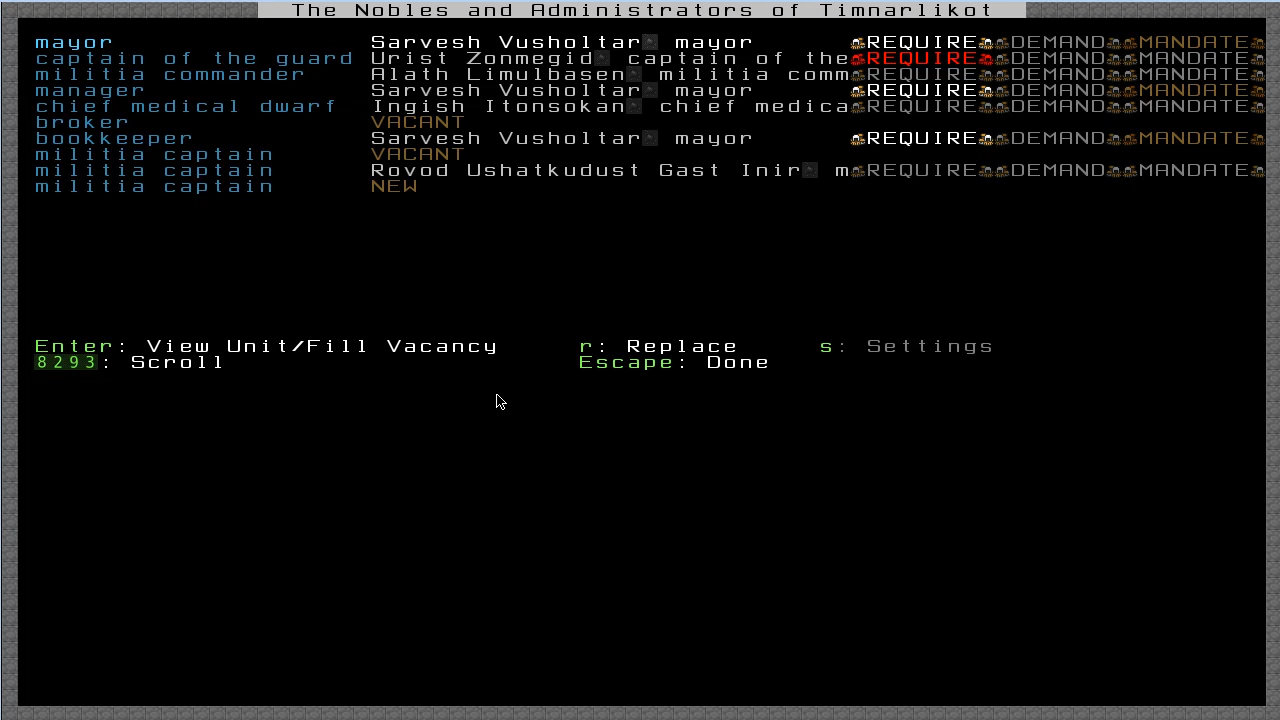 The Nobles and Administrators of Timnarlikot
mayor Sarvesh Vusholtar mayor REQUIRE DEMAND MANDATE
captain of the guard Urist Zonmegid captain of the REQUIRE DEMAND MANDATE
militia commander Alath Limulbosen militia comm REQUIRE DEMAND MANDATE
manager Sarvesh Vusholtar mayor REQUIRE DEMAND MANDATE
chief medical dwarf Ingish Itonsokan chief medica REQUIRE DEMAND MANDATE
broker VACANT
bookkeeper Sarvesh Vusholtar mayor REQUIRE DEMAND MANDATE
militia captain VACANT
militia captain Rovod Ushatkudust Gast Inir m REQUIRE DEMAND MANDATE
militia captain NEW
Enter: View Unit/Fill Vacancy r: Replace s: Settings
8293: Scroll Escape: Done